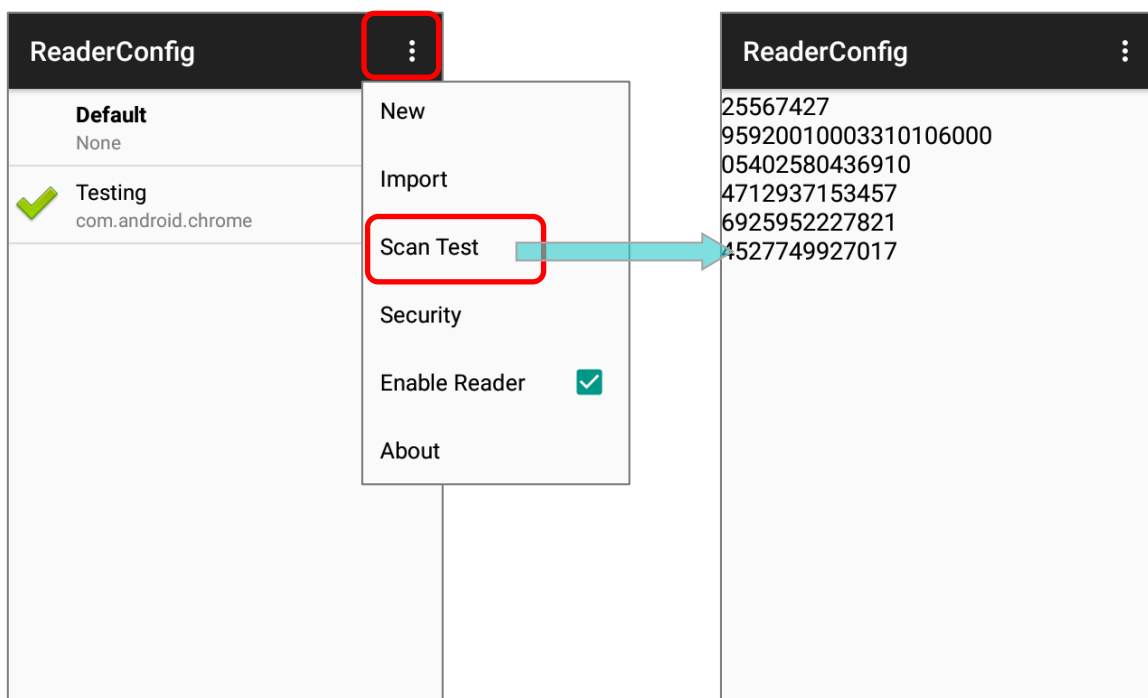 ReaderConfig
Default
None
Testing
com.android.chrome
New
Import
Scan Test
Security
Enable Reader
About
ReaderConfig
25567427
95920010003310106000
05402580436910
4712937153457
6925952227821
4527749927017